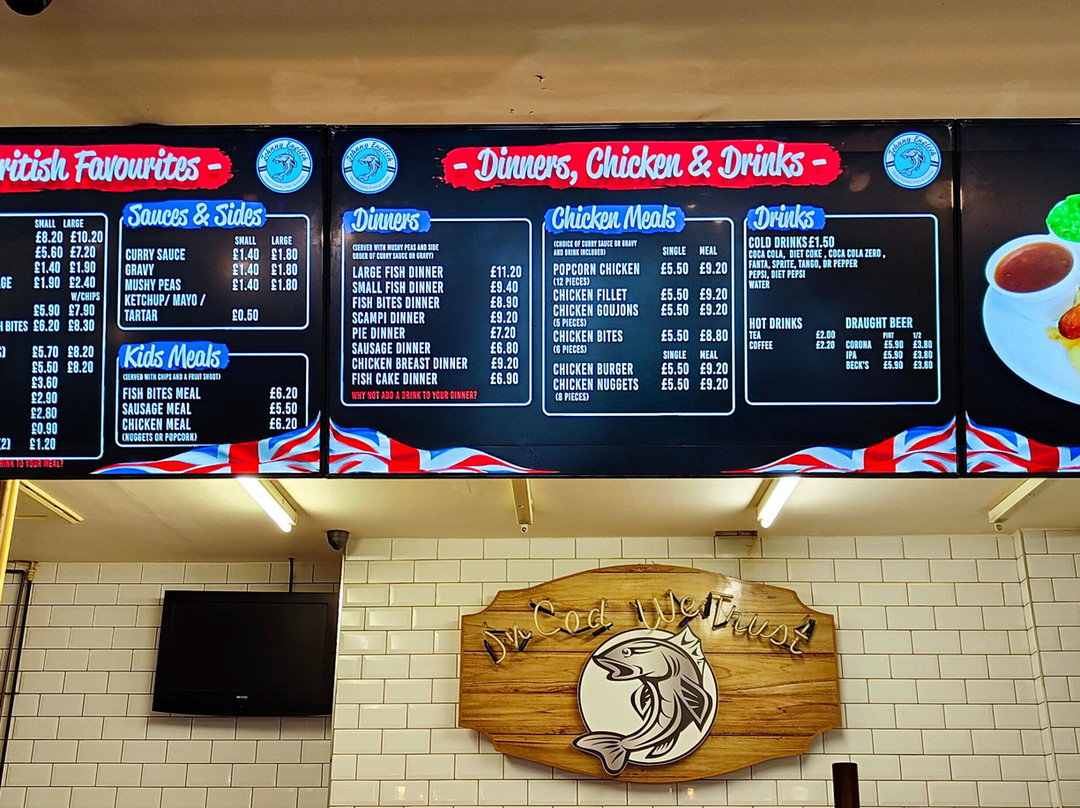 British Favourites -
SMALL LARGE
£8.20 £10.20
£5.60 £7.20
£1.40 £1.90
£1.90 £2.40
W/CHIPS
£5.90 £7.90
BITES £6.20 £8.30
£5.70 £8.20
£5.50 £8.20
£3.60
£2.90
£2.80
£0.90
£1.20
TO YOUR MEAL?
Johnny English
Sauces & Sides
SMALL LARGE
CURRY SAUCE £1.40 £1.80
GRAVY £1.40 £1.80
MUSHY PEAS £1.40 £1.80
KETCHUP/ MAYO /
TARTAR £0.50
Kids Meals
(SERVED WITH CHIPS AND A FRUIT SHOOT)
FISH BITES MEAL £6.20
SAUSAGE MEAL £5.50
CHICKEN MEAL £6.20
(NUGGETS OR POPCORN)
Johnny English
- Dinners, Chicken & Drinks -
Johnny English
Dinners
(SERVED WITH MUSHY PEAS AND SIDE
ORDER OF CURRY SAUCE OR GRAVY)
LARGE FISH DINNER £11.20
SMALL FISH DINNER £9.40
FISH BITES DINNER £8.90
SCAMPI DINNER £9.20
PIE DINNER £7.20
SAUSAGE DINNER £6.80
CHICKEN BREAST DINNER £9.20
FISH CAKE DINNER £6.90
WHY NOT ADD A DRINK TO YOUR DINNER?
Chicken Meals
(CHOICE OF CURRY SAUCE OR GRAVY
AND DRINK INCLUDED)
SINGLE MEAL
POPCORN CHICKEN £5.50 £9.20
(12 PIECES)
CHICKEN FILLET £5.50 £9.20
CHICKEN GOUJONS £5.50 £9.20
(5 PIECES)
CHICKEN BITES £5.50 £8.80
(6 PIECES)
SINGLE MEAL
CHICKEN BURGER £5.50 £9.20
CHICKEN NUGGETS £5.50 £9.20
(8 PIECES)
Drinks
COLD DRINKS £1.50
COCA COLA, DIET COKE , COCA COLA ZERO ,
FANTA, SPRITE, TANGO, DR PEPPER
PEPSI, DIET PEPSI
WATER
HOT DRINKS
TEA £2.00
COFFEE £2.20
DRAUGHT BEER
PINT 1/2
CORONA £5.90 £3.80
IPA £5.90 £3.80
BECK'S £5.90 £3.80
In Cod We Trust